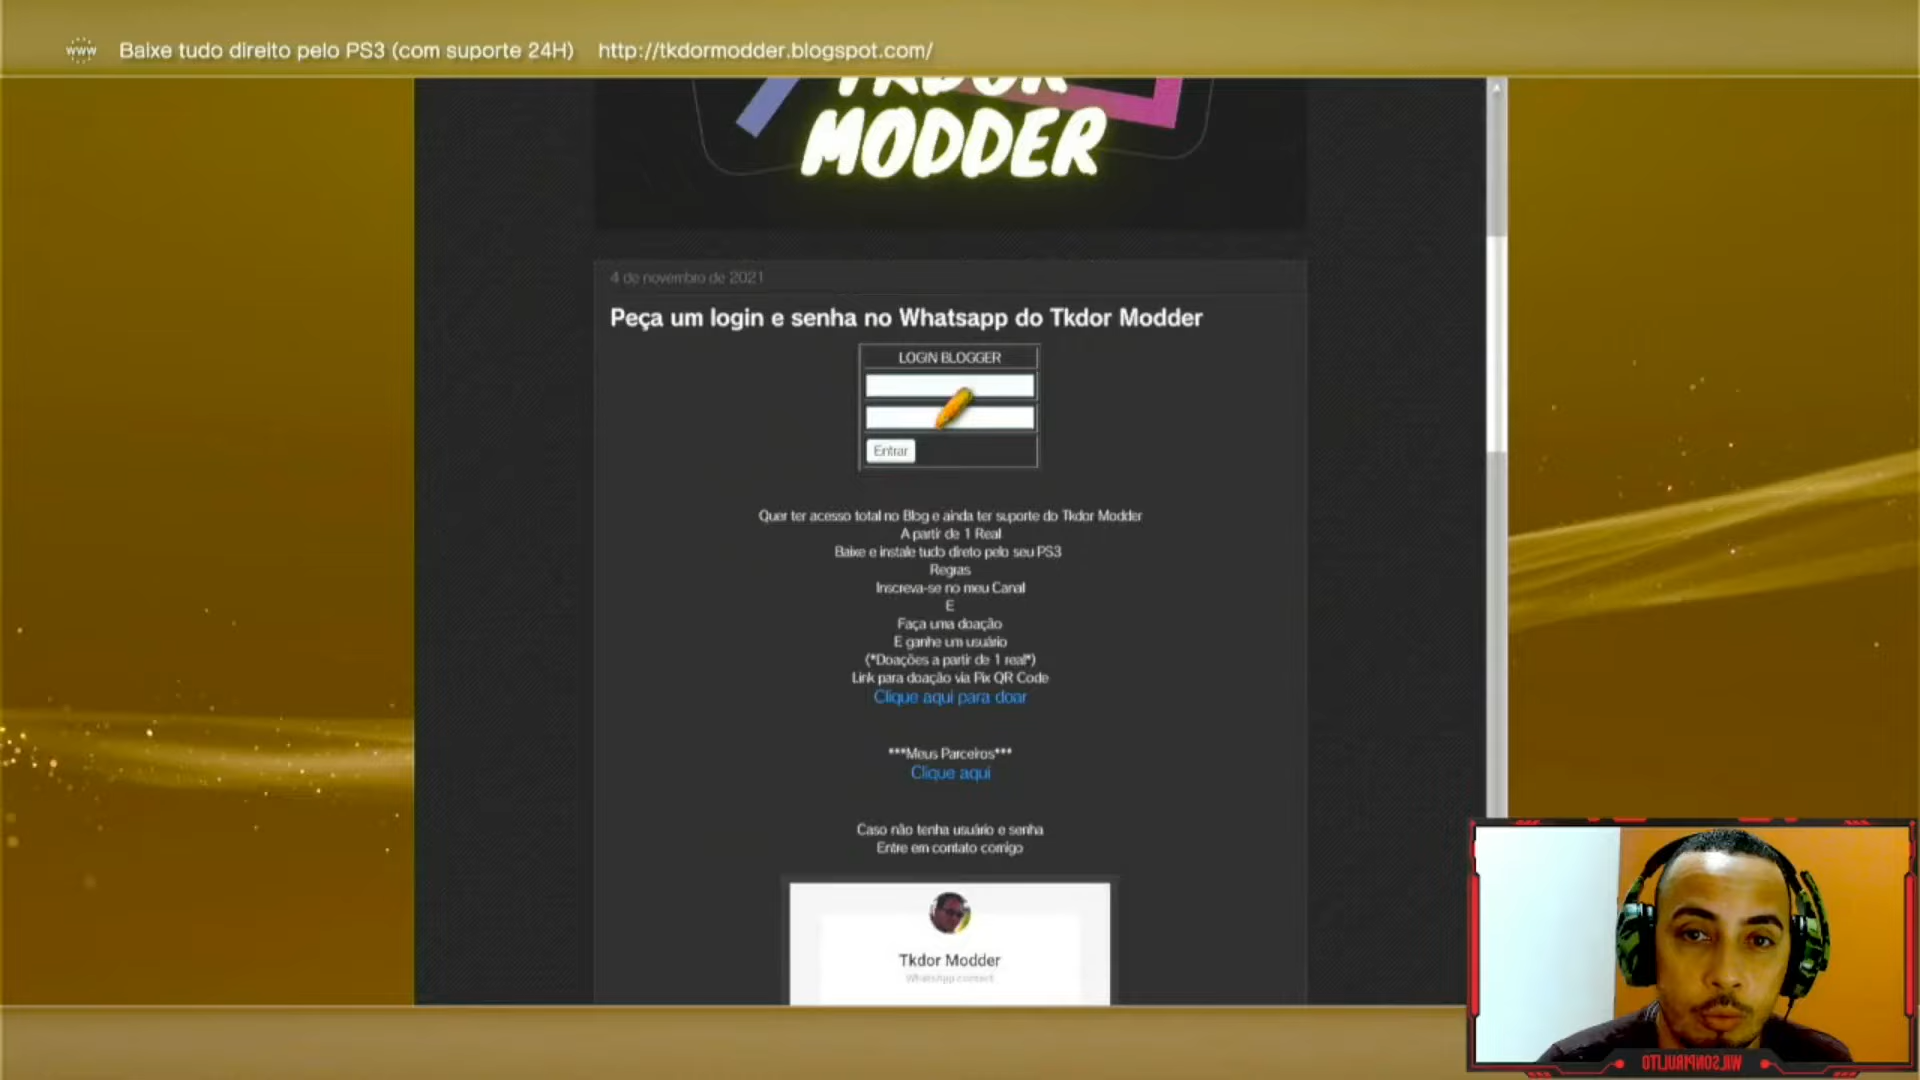 www Baixe tudo direito pelo PS3 (com suporte 24H) http://tkdormodder.blogspot.com/
TKDOR
MODDER
4 de novembro de 2021
Peça um login e senha no Whatsapp do Tkdor Modder
LOGIN BLOGGER
Entrar
Quer ter acesso total no Blog e ainda ter suporte do Tkdor Modder
A partir de 1 Real
Baixe e instale tudo direto pelo seu PS3
Regras
Inscreva-se no meu Canal
E
Faça uma doação
E ganhe um usuário
(*Doações a partir de 1 real*)
Link para doação via Pix QR Code
Clique aqui para doar
***Meus Parceiros***
Clique aqui
Caso não tenha usuário e senha
Entre em contato comigo
Tkdor Modder
WhatsApp contact
WILSONPIRULITO